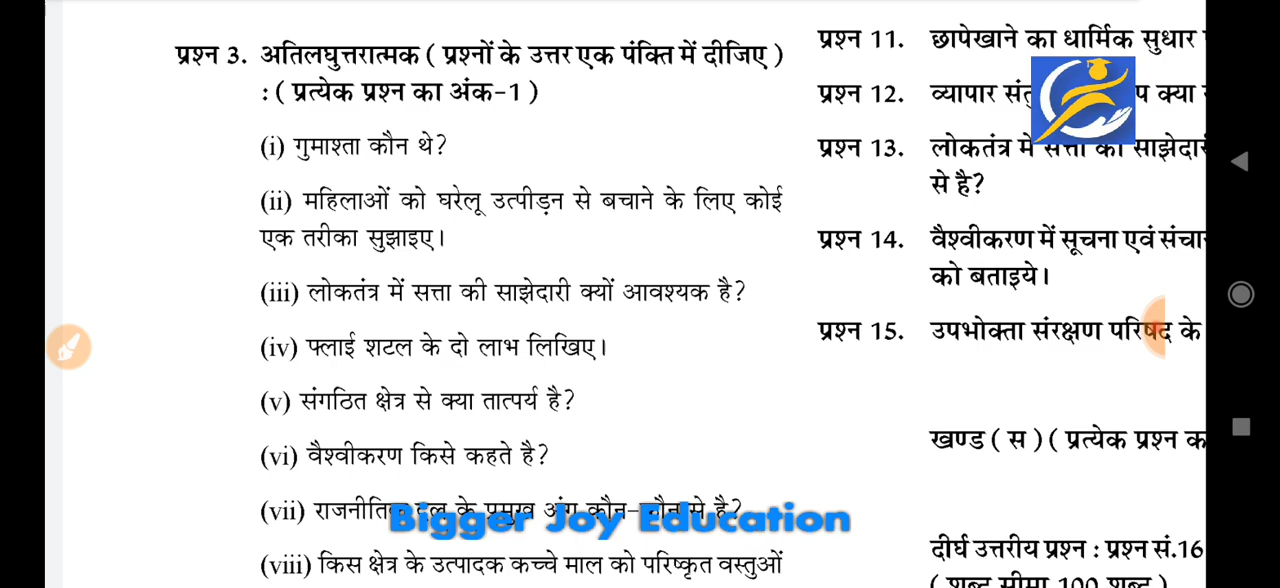 प्रश्न 3. अतिलघुत्तरात्मक ( प्रश्नों के उत्तर एक पंक्ति में दीजिए )
: ( प्रत्येक प्रश्न का अंक-1 )
(i) गुमाश्ता कौन थे?
(ii) महिलाओं को घरेलू उत्पीड़न से बचाने के लिए कोई
एक तरीका सुझाइए।
(iii) लोकतंत्र में सत्ता की साझेदारी क्यों आवश्यक है?
(iv) फ्लाई शटल के दो लाभ लिखिए।
(v) संगठित क्षेत्र से क्या तात्पर्य है?
(vi) वैश्वीकरण किसे कहते है?
(vii) राजनीतिक दल के प्रमुख अंग कौन-कौन से है?
Bigger Joy Education
(viii) किस क्षेत्र के उत्पादक कच्चे माल को परिष्कृत वस्तुओं
प्रश्न 11. छापेखाने का धार्मिक सुधार
प्रश्न 12. व्यापार क्या
प्रश्न 13. लोकतंत्र में सत्ता की साझेदारी
से है?
प्रश्न 14. वैश्वीकरण में सूचना एवं संचार
को बताइये।
प्रश्न 15. उपभोक्ता संरक्षण परिषद के
खण्ड ( स ) ( प्रत्येक प्रश्न का
दीर्घ उत्तरीय प्रश्न : प्रश्न सं.16
( शब्द सीमा 100 शब्द )